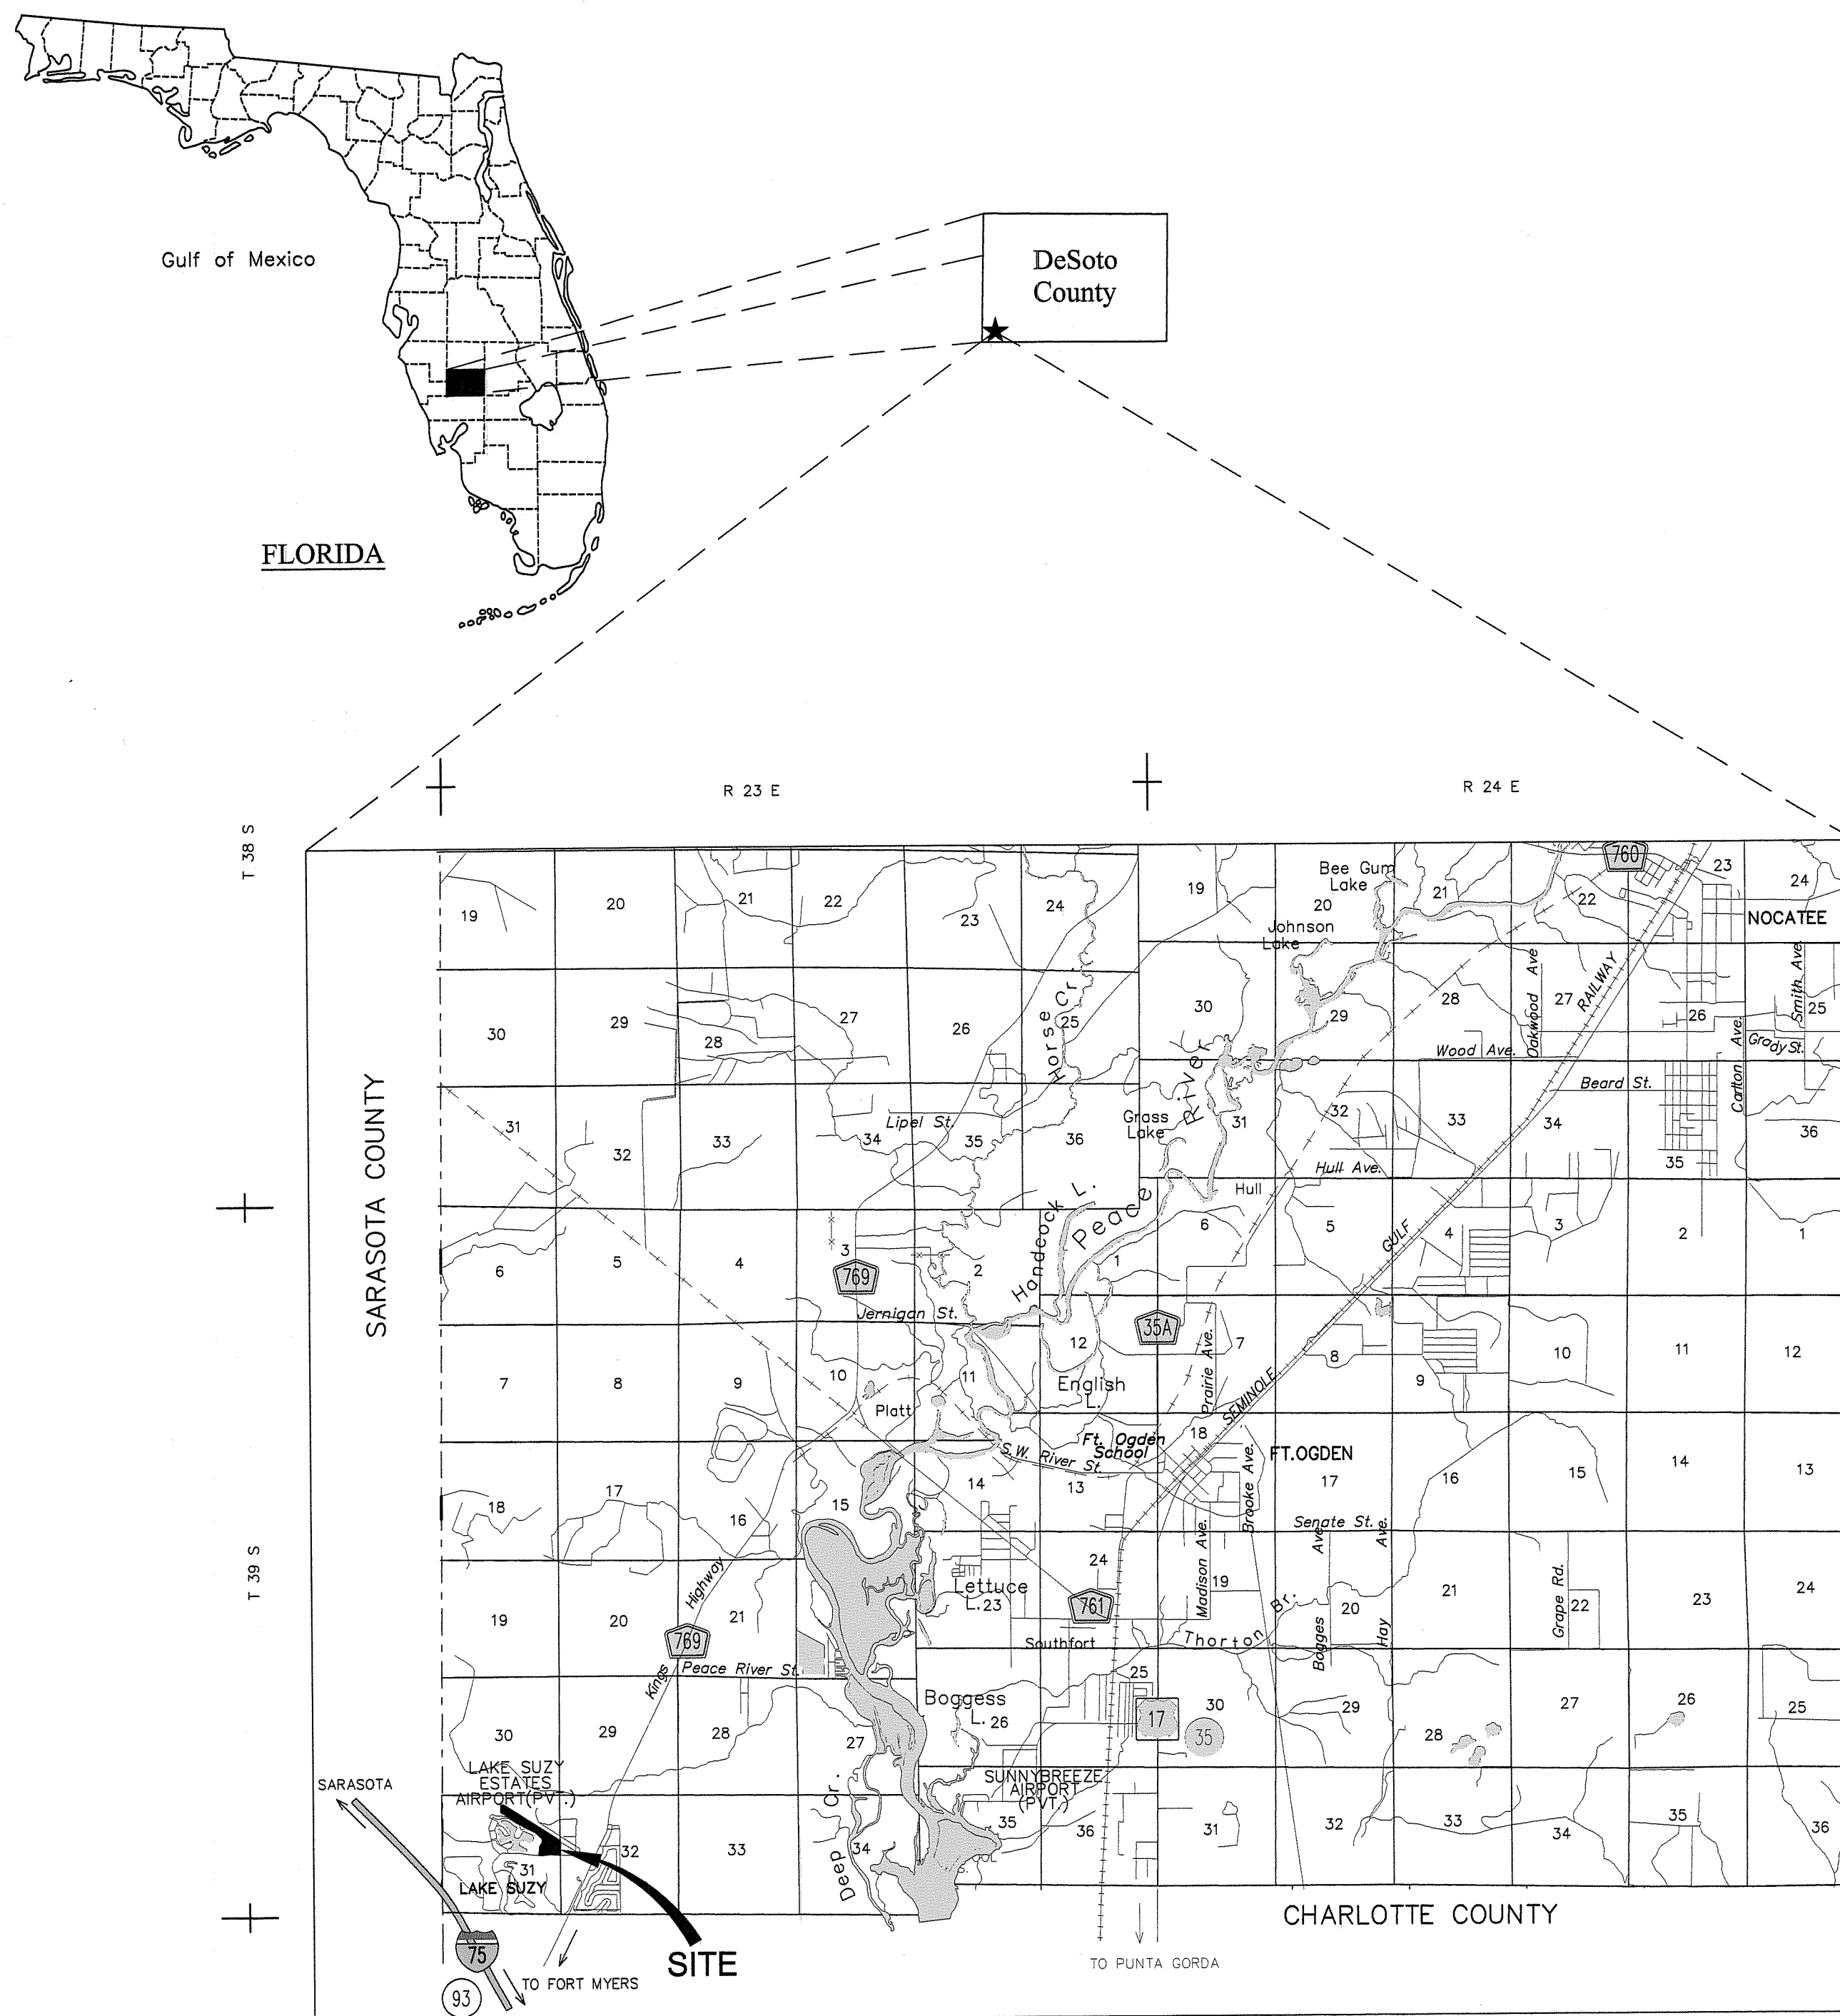 Gulf of Mexico
DeSoto
County
FLORIDA
R 23 E
R 24 E
T 38 S
T 39 S
SARASOTA COUNTY
19
20
21
22
23
24
19
Bee Gum
Lake
20
21
760
22
23
24
NOCATEE
Johnson
Lake
30
29
28
27
26
25
Horse Cr.
30
29
28
Oakwood Ave
27
RAILWAY
26
Smith Ave.
25
Wood Ave.
Carlton Ave.
Grady St.
Beard St.
31
32
33
34
Lipel St.
35
36
Grass
Lake
River
31
32
33
34
35
36
Hull Ave.
Hull
6
5
4
3
769
2
Handcock L.
Peace
1
6
5
GULF
4
3
2
1
Jernigan St.
7
8
9
10
Platt
11
12
English
L.
35A
Prairie Ave.
7
SEMINOLE
8
9
10
11
12
18
17
16
15
14
S.W. River St.
Ft. Ogden
School
13
18
FT.OGDEN
Brooke Ave.
17
16
15
14
13
Senate St.
Highway
19
20
21
769
Kings
Peace River St.
Lettuce
L.23
24
761
Southfort
Madison Ave.
19
Thorton Br.
Bogges Ave
20
Hay Ave.
21
Grape Rd.
22
23
24
30
29
28
27
Boggess
L.
26
25
17
35
30
29
28
27
26
25
LAKE SUZY
ESTATES
AIRPORT(PVT.)
SARASOTA
31
LAKE SUZY
32
33
Deep Cr.
34
SUNNYBREEZE
AIRPORT
(PVT.)
35
36
31
32
33
34
35
36
75
93
TO FORT MYERS
SITE
TO PUNTA GORDA
CHARLOTTE COUNTY